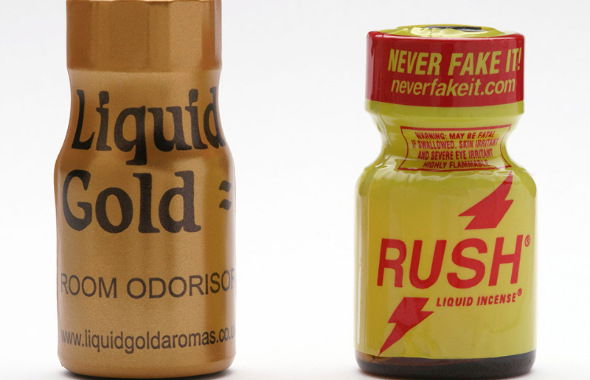 Liquid
Gold
ROOM ODORISOR
www.liquidgoldaromas.co.u
NEVER FAKE IT!
neverfakeit.com
WARNING: MAY BE FATAL
IF SWALLOWED, SKIN IRRITANT
AND SEVERE EYE IRRITANT
HIGHLY FLAMMABLE
RUSH®
LIQUID INCENSE®